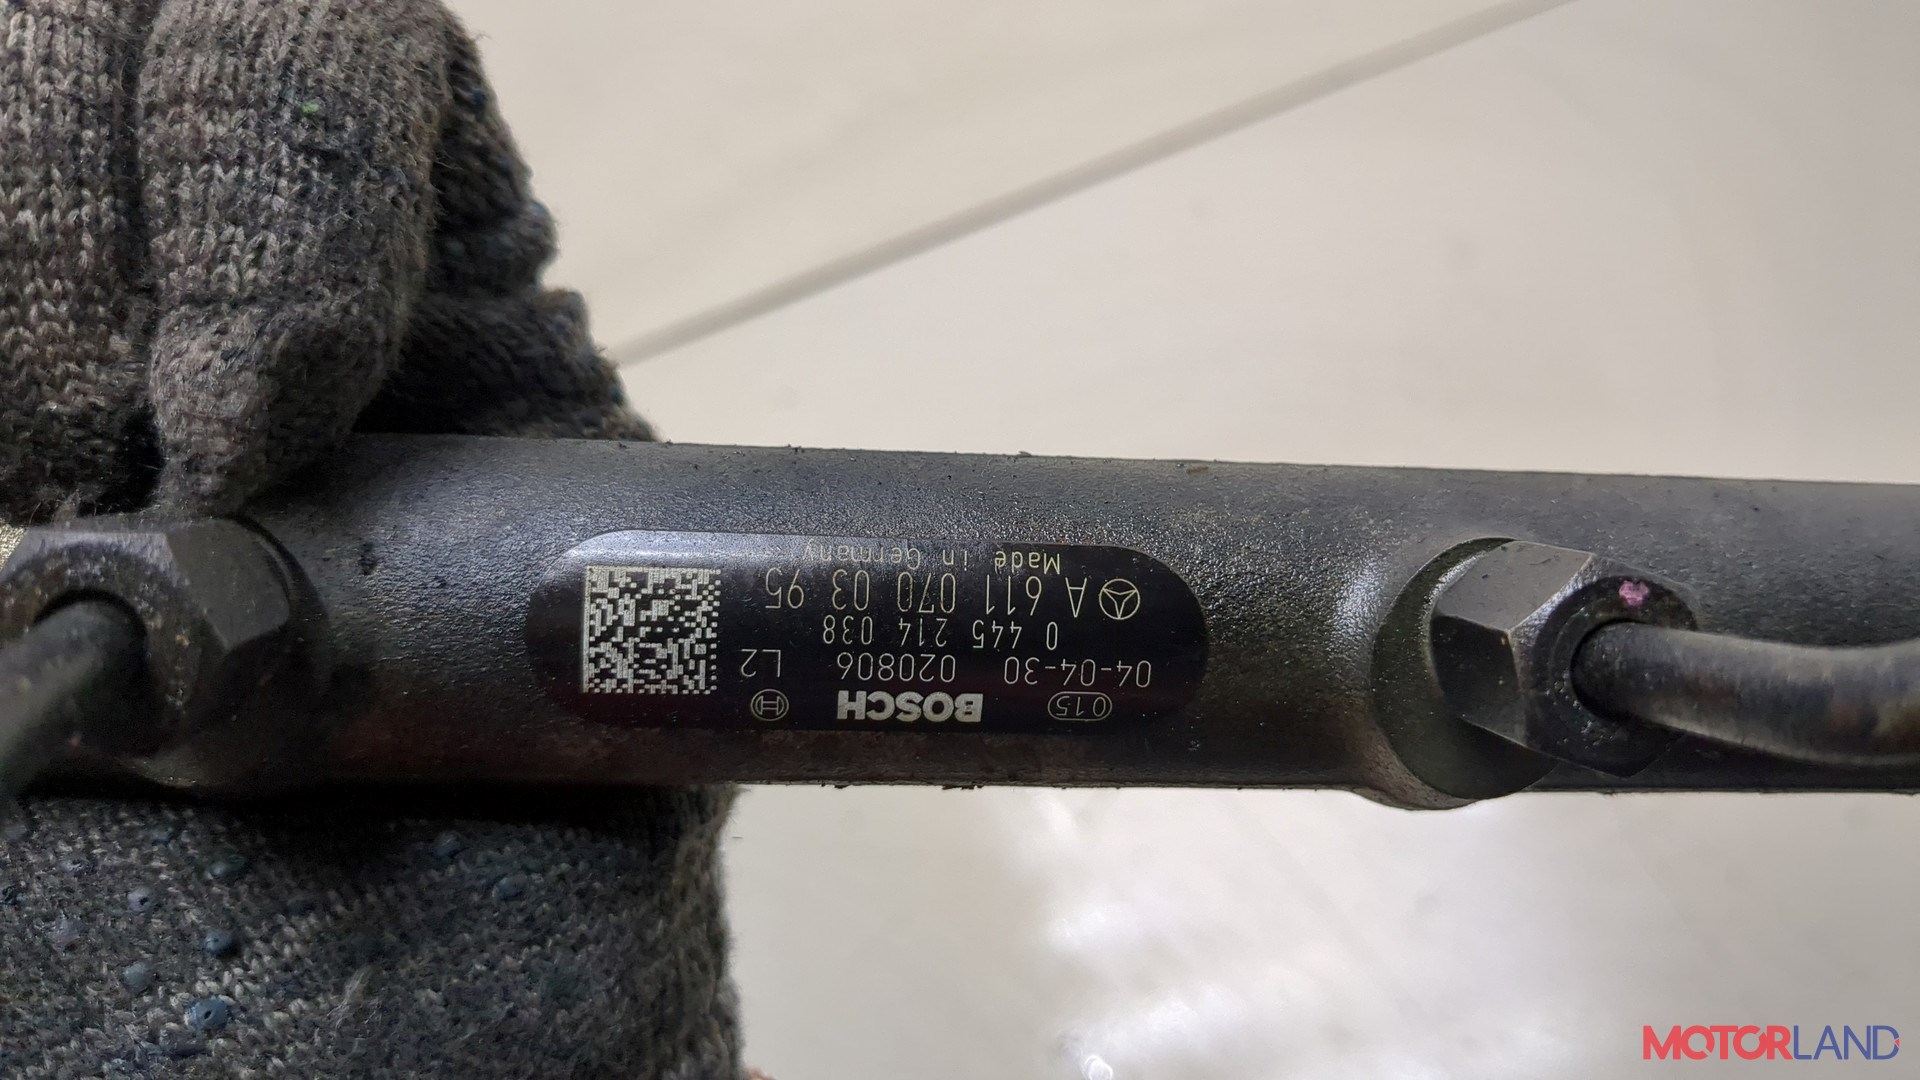 015 BOSCH
04-04-30 020806 L2
0 445 214 038
A 611 070 03 95
Made in Germany
MOTORLAND